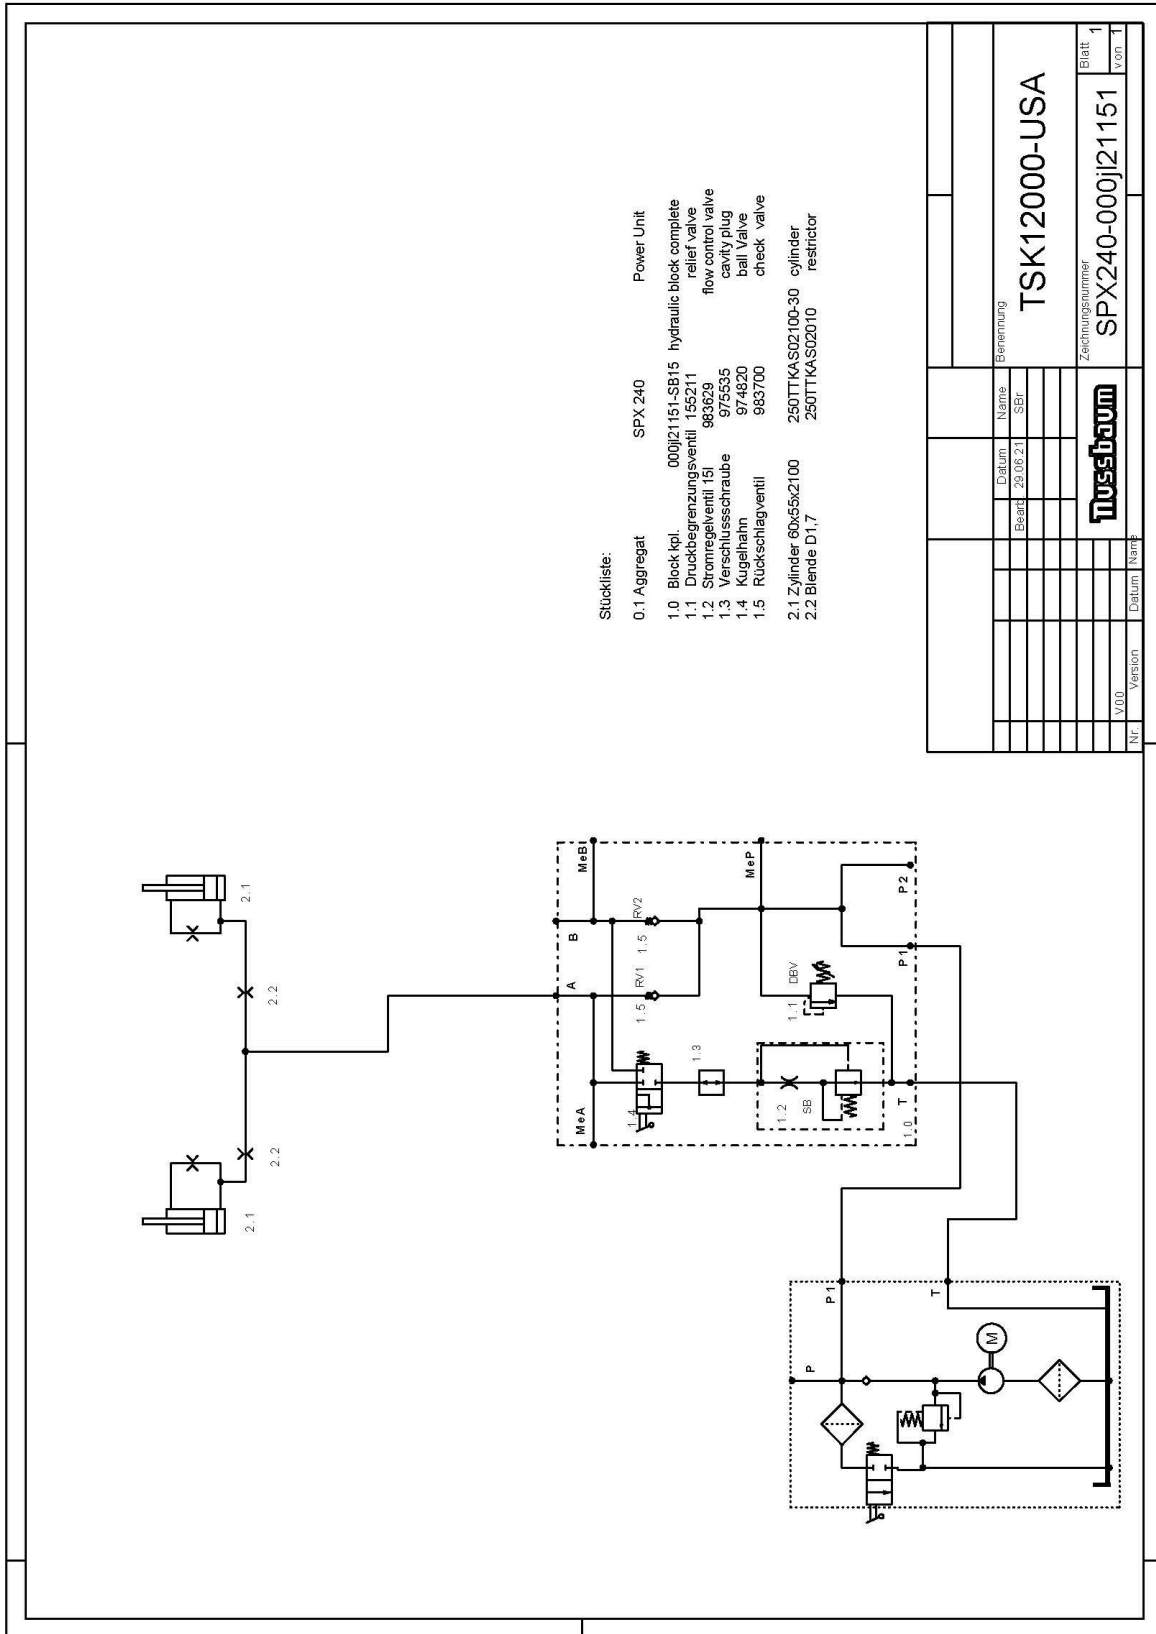 2.1
2.1
2.2
2.2
A
B
MeA
MeB
1.4
1.5
RV1
1.5
RV2
1.3
1.2
SB
1.1
DBV
MeP
1.0
T
P1
P2
P
P1
T
M
Stückliste:
0.1 Aggregat SPX 240 Power Unit
1.0 Block kpl. 000jl21151-SB15 hydraulic block complete
1.1 Druckbegrenzungsventil 155211 relief valve
1.2 Stromregelventil 15l 983629 flow control valve
1.3 Verschlussschraube 975535 cavity plug
1.4 Kugelhahn 974820 ball Valve
1.5 Rückschlagventil 983700 check valve
2.1 Zylinder 60x55x2100 250TTKAS02100-30 cylinder
2.2 Blende D1,7 250TTKAS02010 restrictor
Datum Name
Bearb. 29.06.21 SBr
Benennung
TSK12000-USA
Nussbaum
Zeichnungsnummer
SPX240-000jl21151
Blatt 1
von 1
V00
Nr. Version Datum Name